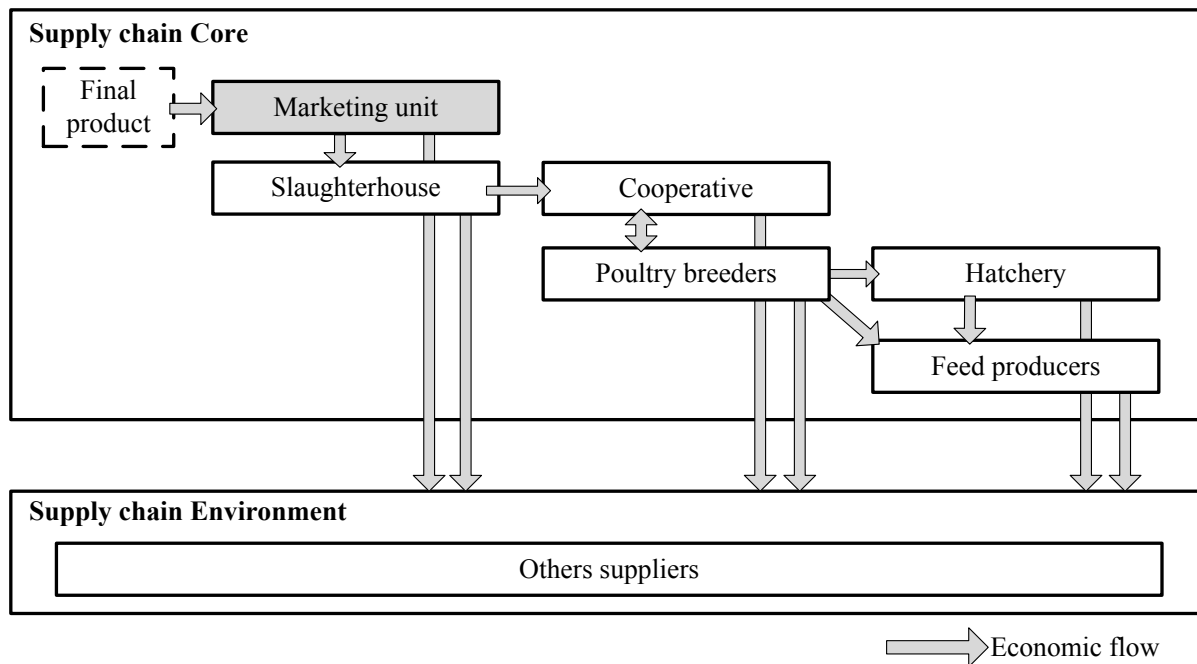 Supply chain Core
Final
product
Marketing unit
Slaughterhouse
Cooperative
Poultry breeders
Hatchery
Feed producers
Supply chain Environment
Others suppliers
Economic flow